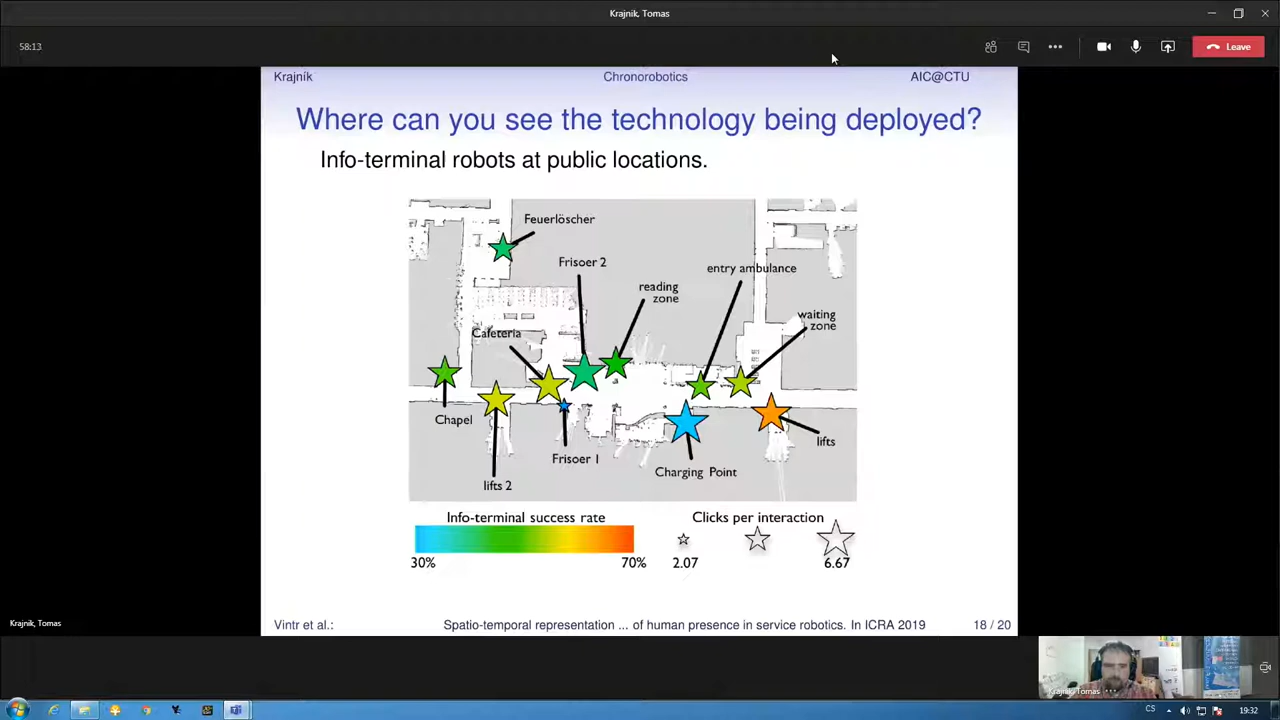 Krajnik, Tomas
58:13
Leave
Krajník Chronorobotics AIC@CTU
Where can you see the technology being deployed?
Info-terminal robots at public locations.
Feuerlöscher
Frisoer 2
entry ambulance
reading
zone
waiting
zone
Cafeteria
Chapel
lifts
Frisoer 1
Charging Point
lifts 2
Info-terminal success rate
Clicks per interaction
30% 70%
2.07 6.67
Krajnik, Tomas
Vintr et al.: Spatio-temporal representation ... of human presence in service robotics. In ICRA 2019 18 / 20
Krajnik, Tomas
CS 19:32